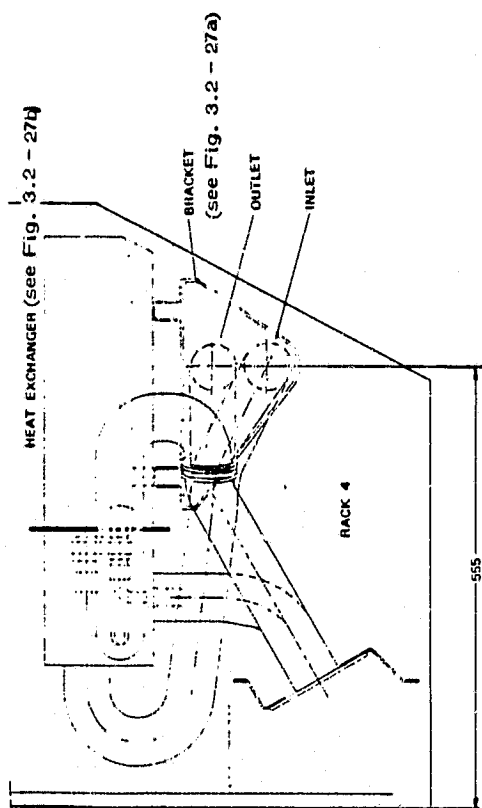 HEAT EXCHANGER (see Fig. 3.2 - 27b)
BRACKET
(see Fig. 3.2 - 27a)
OUTLET
INLET
RACK 4
555